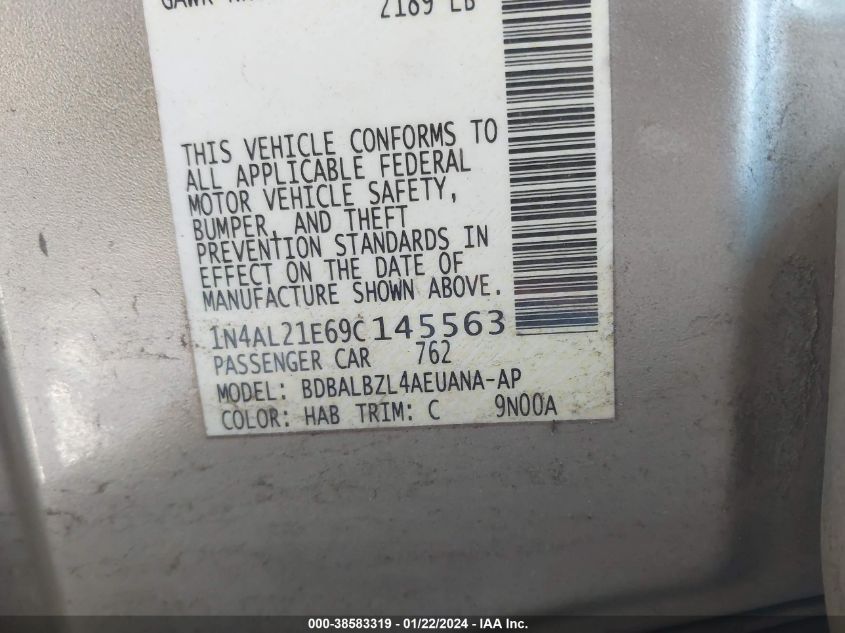 2189 LB
THIS VEHICLE CONFORMS TO
ALL APPLICABLE FEDERAL
MOTOR VEHICLE SAFETY,
BUMPER, AND THEFT
PREVENTION STANDARDS IN
EFFECT ON THE DATE OF
MANUFACTURE SHOWN ABOVE.
1N4AL21E69C145563
PASSENGER CAR 762
MODEL: BDBALBZL4AEUANA-AP
COLOR: HAB TRIM: C 9N00A
000-38583319 - 01/22/2024 - IAA Inc.